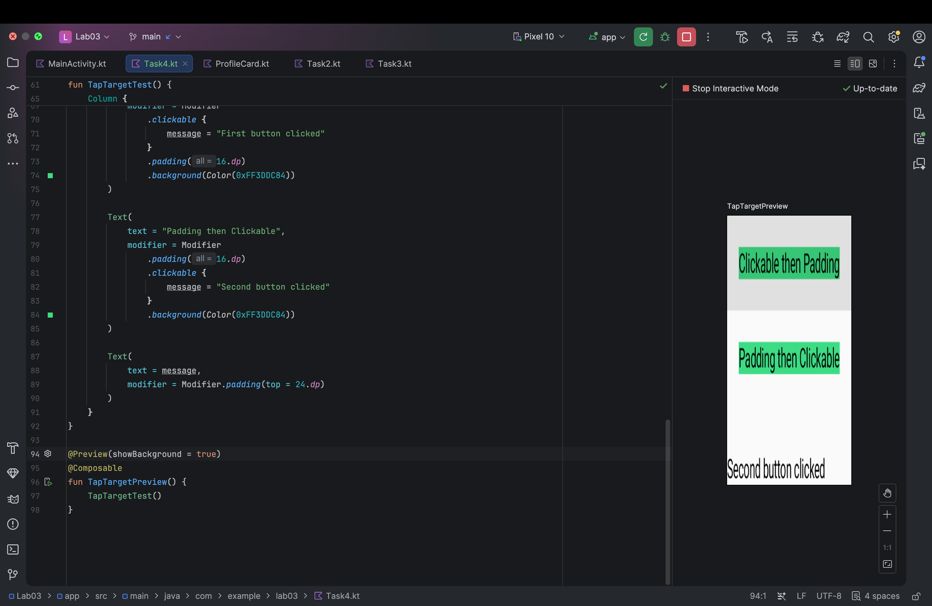 L Lab03
main
Pixel 10
app
MainActivity.kt
Task4.kt
ProfileCard.kt
Task2.kt
Task3.kt
61 fun TapTargetTest() {
65 Column {
Stop Interactive Mode
Up-to-date
69 modifier = Modifier
70 .clickable {
71 message = "First button clicked"
72 }
73 .padding( all = 16.dp)
74 .background(Color(0xFF3DDC84))
75 )
76
77 Text(
78 text = "Padding then Clickable",
79 modifier = Modifier
80 .padding( all = 16.dp)
81 .clickable {
82 message = "Second button clicked"
83 }
84 .background(Color(0xFF3DDC84))
85 )
86
87 Text(
88 text = message,
89 modifier = Modifier.padding(top = 24.dp)
90 )
91 }
92 }
93
94 @Preview(showBackground = true)
95 @Composable
96 fun TapTargetPreview() {
97 TapTargetTest()
98 }
TapTargetPreview
Clickable then Padding
Padding then Clickable
Second button clicked
1:1
Lab03 > app > src > main > java > com > example > lab03 > Task4.kt
94:1
LF
UTF-8
4 spaces